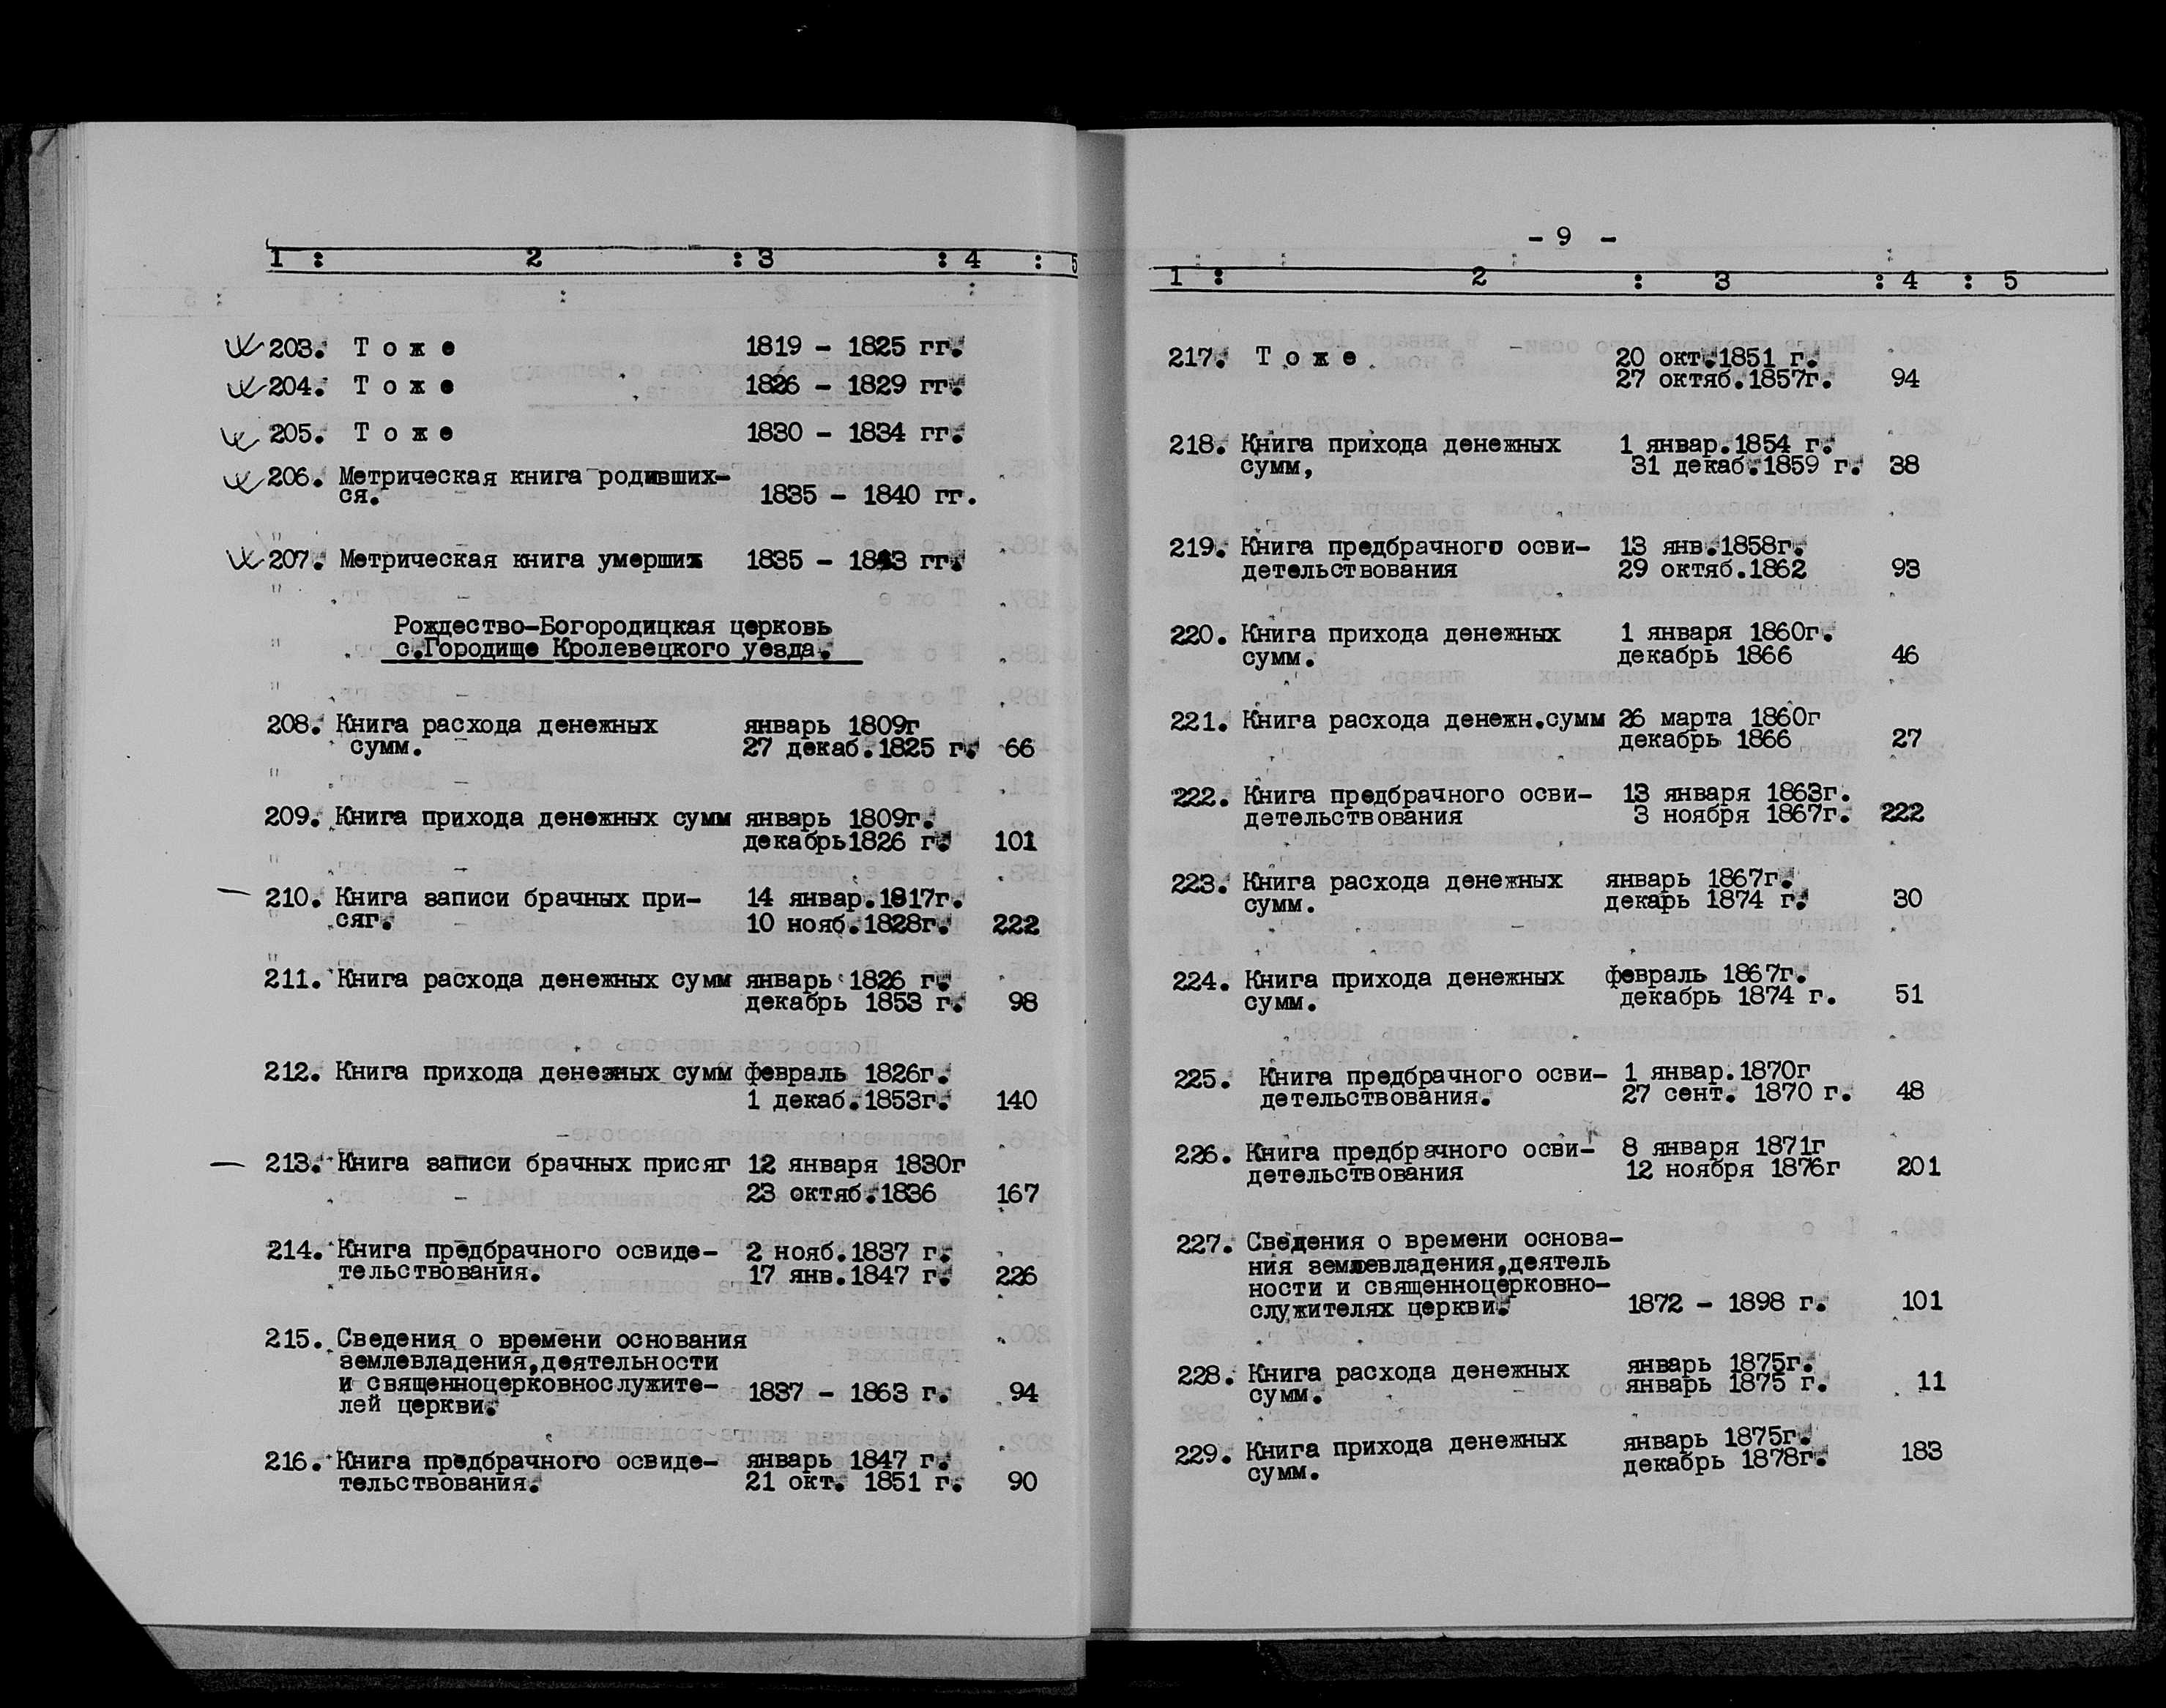 1 : 2 : 3 : 4 : 5
203. Т о ж е 1819 – 1825 гг.
204. Т о ж е 1826 – 1829 гг.
205. Т о ж е 1830 – 1834 гг.
206. Метрическая книга родивших-
ся. 1835 – 1840 гг.
207. Метрическая книга умерших 1835 – 1843 гг.
Рождество-Богородицкая церковь
с.Городище Кролевецкого уезда.
208. Книга расхода денежных январь 1809г
сумм. 27 декаб.1825 г. 66
209. Книга прихода денежных сумм январь 1809г.
декабрь1826 г. 101
210. Книга записи брачных при- 14 январ.1817г.
сяг. 10 нояб.1828г. 222
211. Книга расхода денежных сумм январь 1826 г.
декабрь 1853 г. 98
212. Книга прихода денежных сумм февраль 1826г.
1 декаб.1853г. 140
213. Книга записи брачных присяг 12 января 1830г
23 октяб.1836 167
214. Книга предбрачного освиде- 2 нояб.1837 г.
тельствования. 17 янв.1847 г. 226
215. Сведения о времени основания
землевладения,деятельности
и священноцерковнослужите- 1837 – 1863 г. 94
лей церкви.
216. Книга предбрачного освиде- январь 1847 г.
тельствования. 21 окт. 1851 г. 90
– 9 –
1 : 2 : 3 : 4 : 5
217. Т о ж е 20 окт.1851 г.
27 октяб.1857г. 94
218. Книга прихода денежных 1 январ.1854 г.
сумм, 31 декаб.1859 г. 38
219. Книга предбрачного осви- 13 янв.1858г.
детельствования 29 октяб.1862 93
220. Книга прихода денежных 1 января 1860г.
сумм. декабрь 1866 46
221. Книга расхода денежн.сумм 26 марта 1860г
декабрь 1866 27
222. Книга предбрачного осви- 13 января 1863г.
детельствования 3 ноября 1867г. 222
223. Книга расхода денежных январь 1867г.
сумм. декарь 1874 г. 30
224. Книга прихода денежных февраль 1867г.
сумм. декабрь 1874 г. 51
225. Книга предбрачного осви- 1 январ.1870г
детельствования. 27 сент. 1870 г. 48
226. Книга предбрачного осви- 8 января 1871г
детельствования 12 ноября 1876г 201
227. Сведения о времени основа-
ния землевладения,деятель
ности и священноцерковно-
служителях церкви. 1872 – 1898 г. 101
228. Книга расхода денежных январь 1875г.
сумм. январь 1875 г. 11
229. Книга прихода денежных январь 1875г.
сумм. декабрь 1878г. 183